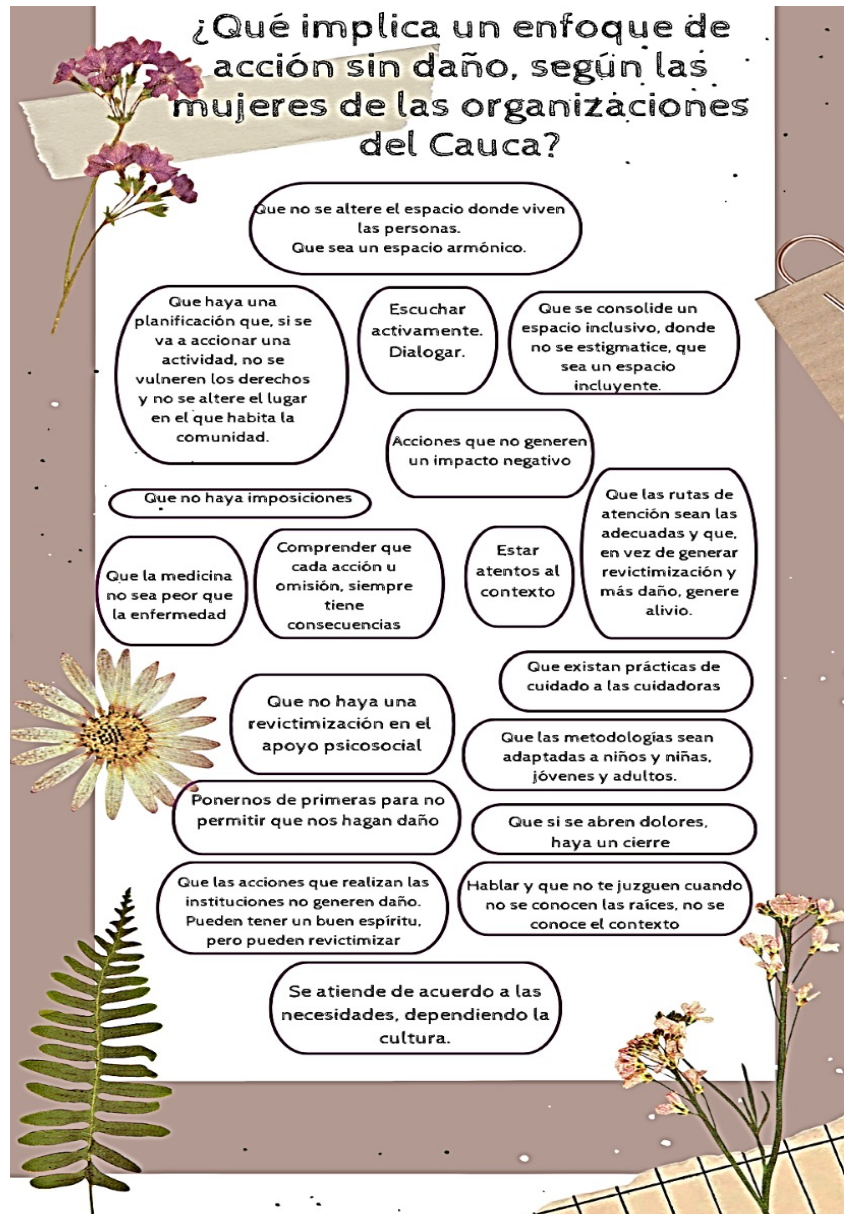 ¿Qué implica un enfoque de
acción sin daño, según las
mujeres de las organizaciones
del Cauca?
Que no se altere el espacio donde viven
las personas.
Que sea un espacio armónico.
Que haya una
planificación que, si se
va a accionar una
actividad, no se
vulneren los derechos
y no se altere el lugar
en el que habita la
comunidad.
Escuchar
activamente.
Dialogar.
Que se consolide un
espacio inclusivo, donde
no se estigmatice, que
sea un espacio
incluyente.
Acciones que no generen
un impacto negativo
Que no haya imposiciones
Que las rutas de
atención sean las
adecuadas y que,
en vez de generar
revictimización y
más daño, genere
alivio.
Que la medicina
no sea peor que
la enfermedad
Comprender que
cada acción u
omisión, siempre
tiene
consecuencias
Estar
atentos al
contexto
Que existan prácticas de
cuidado a las cuidadoras
Que no haya una
revictimización en el
apoyo psicosocial
Que las metodologías sean
adaptadas a niños y niñas,
jóvenes y adultos.
Ponernos de primeras para no
permitir que nos hagan daño
Que si se abren dolores,
haya un cierre
Que las acciones que realizan las
instituciones no generen daño.
Pueden tener un buen espíritu,
pero pueden revictimizar
Hablar y que no te juzguen cuando
no se conocen las raíces, no se
conoce el contexto
Se atiende de acuerdo a las
necesidades, dependiendo la
cultura.